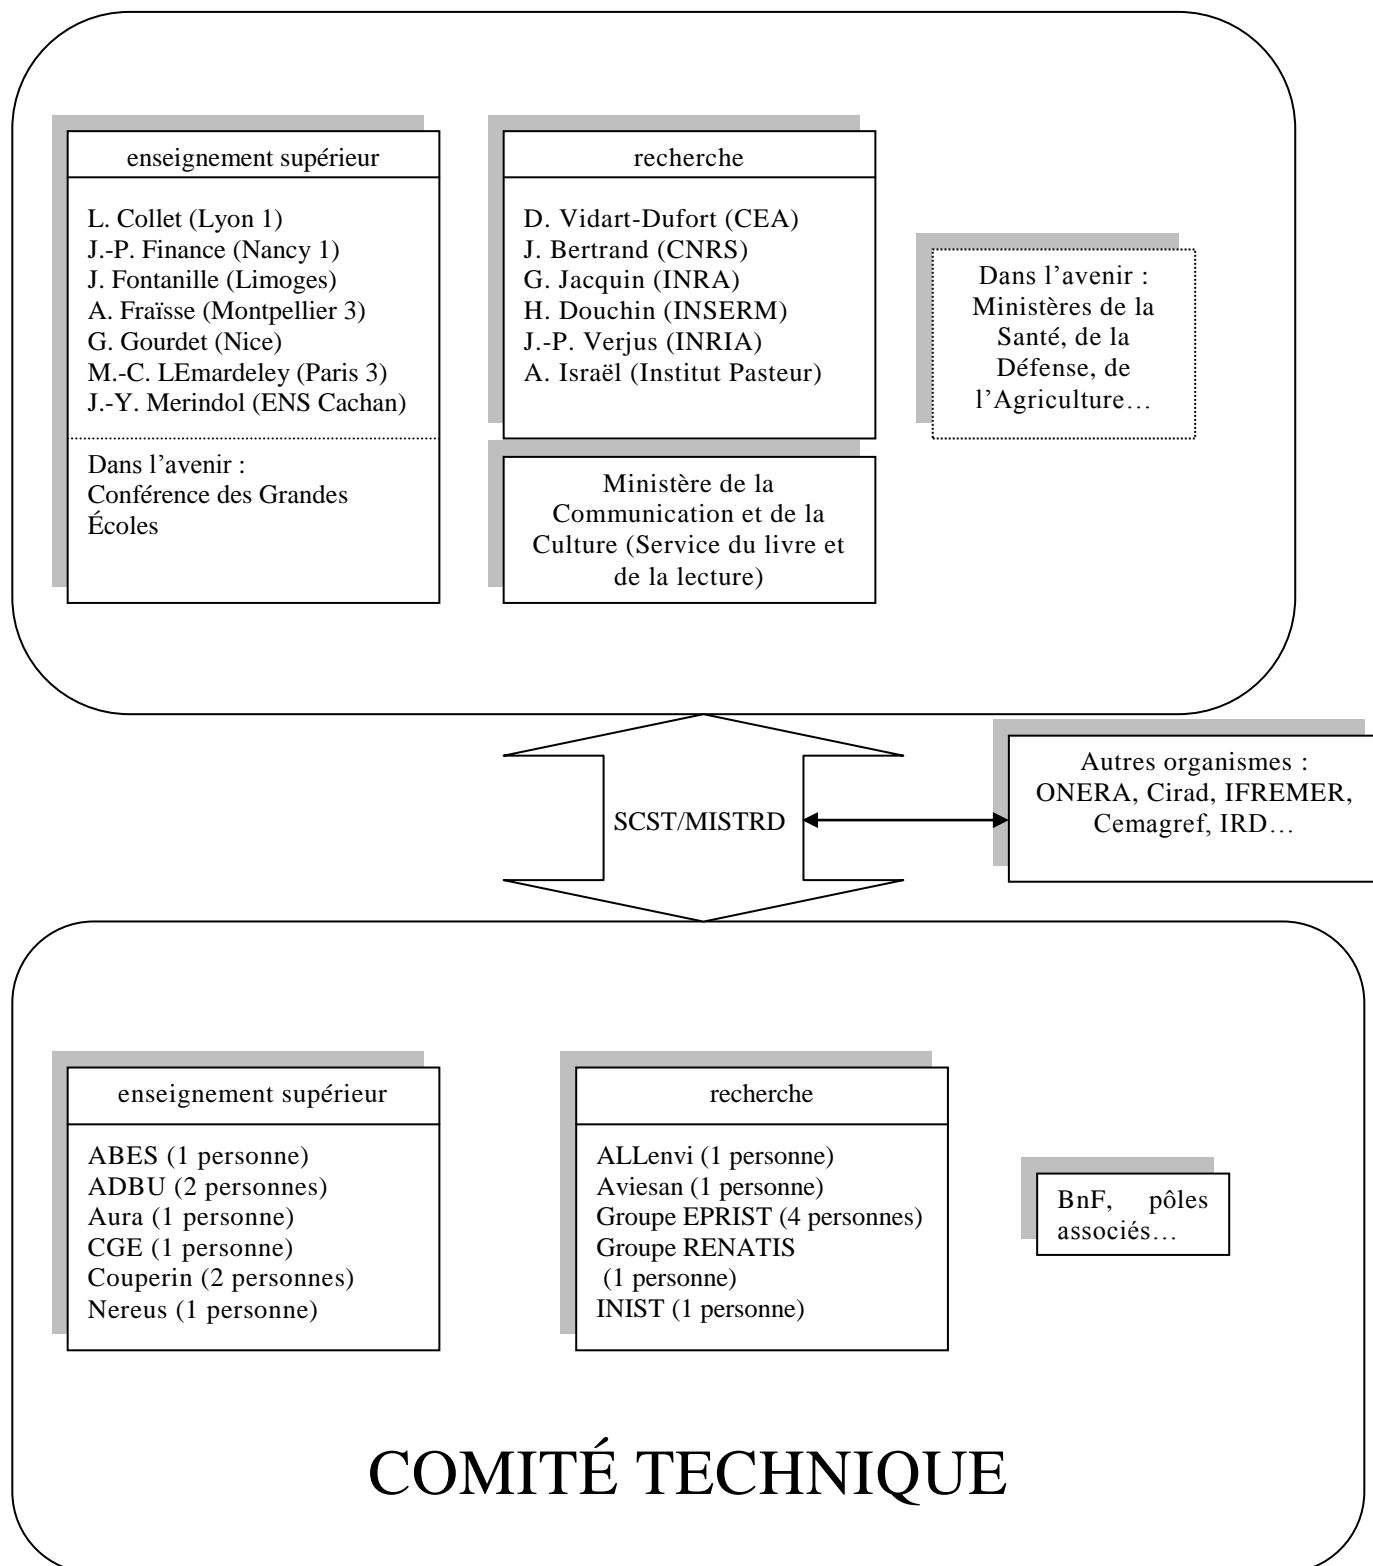 enseignement supérieur
L. Collet (Lyon 1)
J.-P. Finance (Nancy 1)
J. Fontanille (Limoges)
A. Fraïsse (Montpellier 3)
G. Gourdet (Nice)
M.-C. LEmardeley (Paris 3)
J.-Y. Merindol (ENS Cachan)
Dans l’avenir :
Conférence des Grandes
Écoles
recherche
D. Vidart-Dufort (CEA)
J. Bertrand (CNRS)
G. Jacquin (INRA)
H. Douchin (INSERM)
J.-P. Verjus (INRIA)
A. Israël (Institut Pasteur)
Ministère de la
Communication et de la
Culture (Service du livre et
de la lecture)
Dans l’avenir :
Ministères de la
Santé, de la
Défense, de
l’Agriculture…
SCST/MISTRD
Autres organismes :
ONERA, Cirad, IFREMER,
Cemagref, IRD…
enseignement supérieur
ABES (1 personne)
ADBU (2 personnes)
Aura (1 personne)
CGE (1 personne)
Couperin (2 personnes)
Nereus (1 personne)
recherche
ALLenvi (1 personne)
Aviesan (1 personne)
Groupe EPRIST (4 personnes)
Groupe RENATIS
(1 personne)
INIST (1 personne)
BnF, pôles
associés…
COMITÉ TECHNIQUE